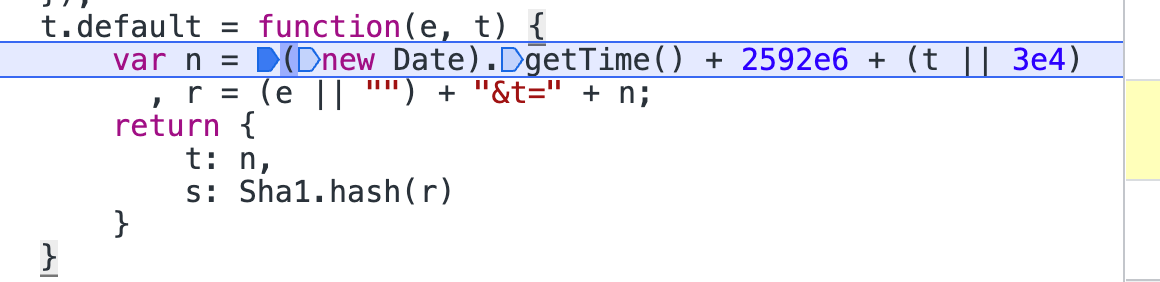 });
t.default = function(e, t) {
var n = (new Date).getTime() + 2592e6 + (t || 3e4)
, r = (e || "") + "&t=" + n;
return {
t: n,
s: Sha1.hash(r)
}
}